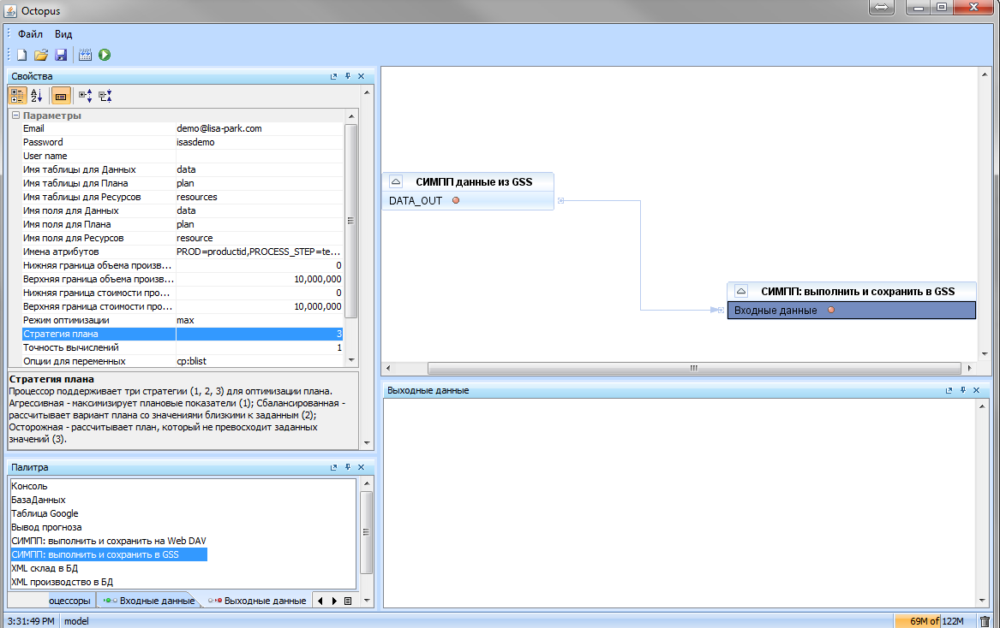 Octopus
Файл Вид
Свойства
Параметры
Email demo@lisa-park.com
Password isasdemo
User name
Имя таблицы для Данных data
Имя таблицы для Плана plan
Имя таблицы для Ресурсов resources
Имя поля для Данных data
Имя поля для Плана plan
Имя поля для Ресурсов resource
Имена атрибутов PROD=productid,PROCESS_STEP=te...
Нижняя граница объема произв... 0
Верхняя граница объема произв... 10,000,000
Нижняя граница стоимости про... 0
Верхняя граница стоимости про... 10,000,000
Режим оптимизации max
Стратегия плана 3
Точность вычислений 1
Опции для переменных cp:blist
Стратегия плана
Процессор поддерживает три стратегии (1, 2, 3) для оптимизации плана.
Агрессивная - максимизирует плановые показатели (1); Сбалансированная -
рассчитывает вариант плана со значениями близкими к заданным (2);
Осторожная - рассчитывает план, который не превосходит заданных
значений (3).
Палитра
Консоль
БазаДанных
Таблица Google
Вывод прогноза
СИМПП: выполнить и сохранить на Web DAV
СИМПП: выполнить и сохранить в GSS
XML склад в БД
XML производство в БД
оцессоры Входные данные Выходные данные
СИМПП данные из GSS
DATA_OUT
СИМПП: выполнить и сохранить в GSS
Входные данные
Выходные данные
3:31:49 PM model 69M of 122M